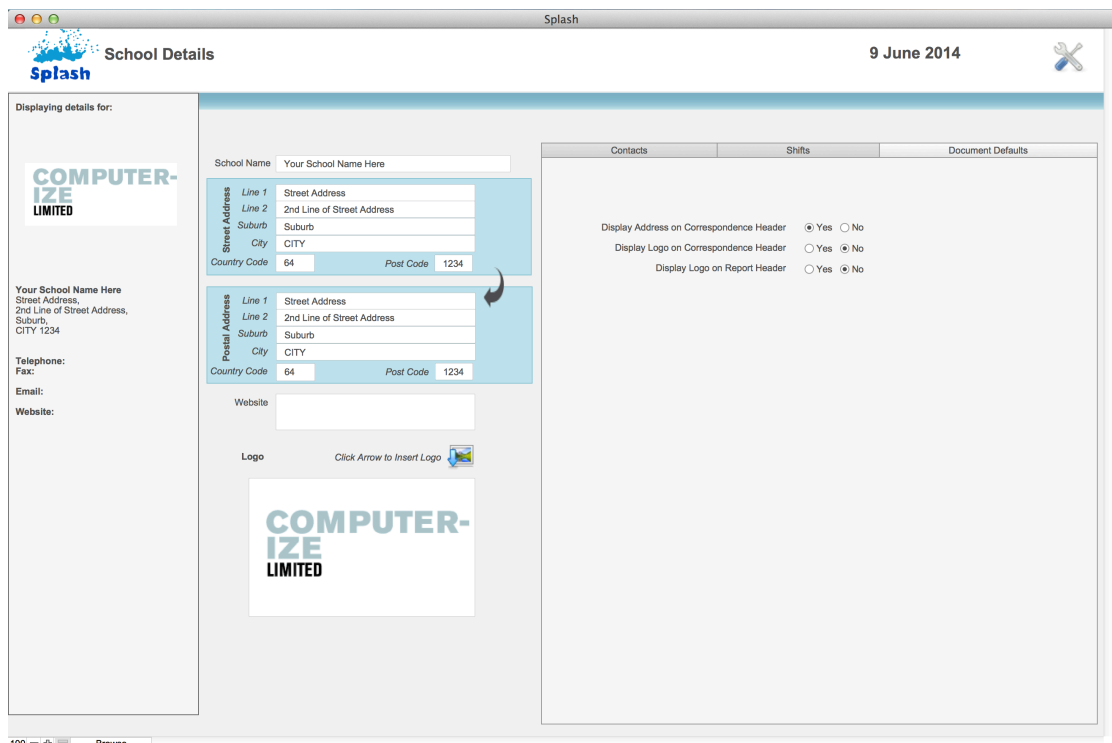 Splash
Splash
School Details
9 June 2014
Displaying details for:
COMPUTER-
IZE
LIMITED
Your School Name Here
Street Address,
2nd Line of Street Address,
Suburb,
CITY 1234
Telephone:
Fax:
Email:
Website:
School Name Your School Name Here
Street Address
Line 1 Street Address
Line 2 2nd Line of Street Address
Suburb Suburb
City CITY
Country Code 64 Post Code 1234
Postal Address
Line 1 Street Address
Line 2 2nd Line of Street Address
Suburb Suburb
City CITY
Country Code 64 Post Code 1234
Website
Logo Click Arrow to Insert Logo
COMPUTER-
IZE
LIMITED
Contacts Shifts Document Defaults
Display Address on Correspondence Header Yes No
Display Logo on Correspondence Header Yes No
Display Logo on Report Header Yes No
100 Browse